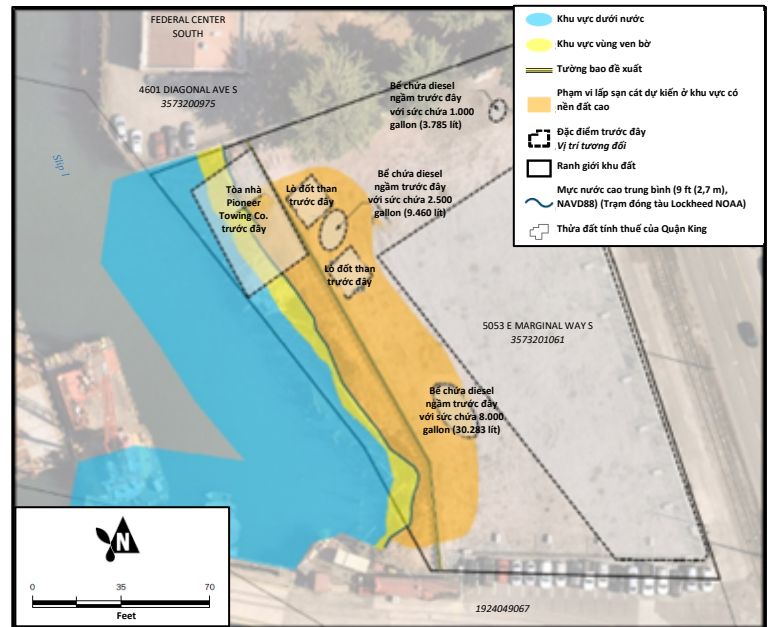 FEDERAL CENTER
SOUTH
4601 DIAGONAL AVE S
3573200975
Slip 1
Bể chứa diesel
ngầm trước đây
với sức chứa 1.000
gallon (3.785 lít)
Bể chứa diesel
ngầm trước đây
với sức chứa 2.500
gallon (9.460 lít)
Tòa nhà
Pioneer
Towing Co.
trước đây
Lò đốt than
trước đây
Lò đốt than
trước đây
5053 E MARGINAL WAY S
3573201061
Bể chứa diesel
ngầm trước đây
với sức chứa 8.000
gallon (30.283 lít)
1924049067
Khu vực dưới nước
Khu vực vùng ven bờ
Tường bao đề xuất
Phạm vi lấp sạn cát dự kiến ở khu vực có
nền đất cao
Đặc điểm trước đây
Vị trí tương đối
Ranh giới khu đất
Mực nước cao trung bình (9 ft (2,7 m),
NAVD88) (Trạm đóng tàu Lockheed NOAA)
Thửa đất tính thuế của Quận King
N
0 35 70
Feet